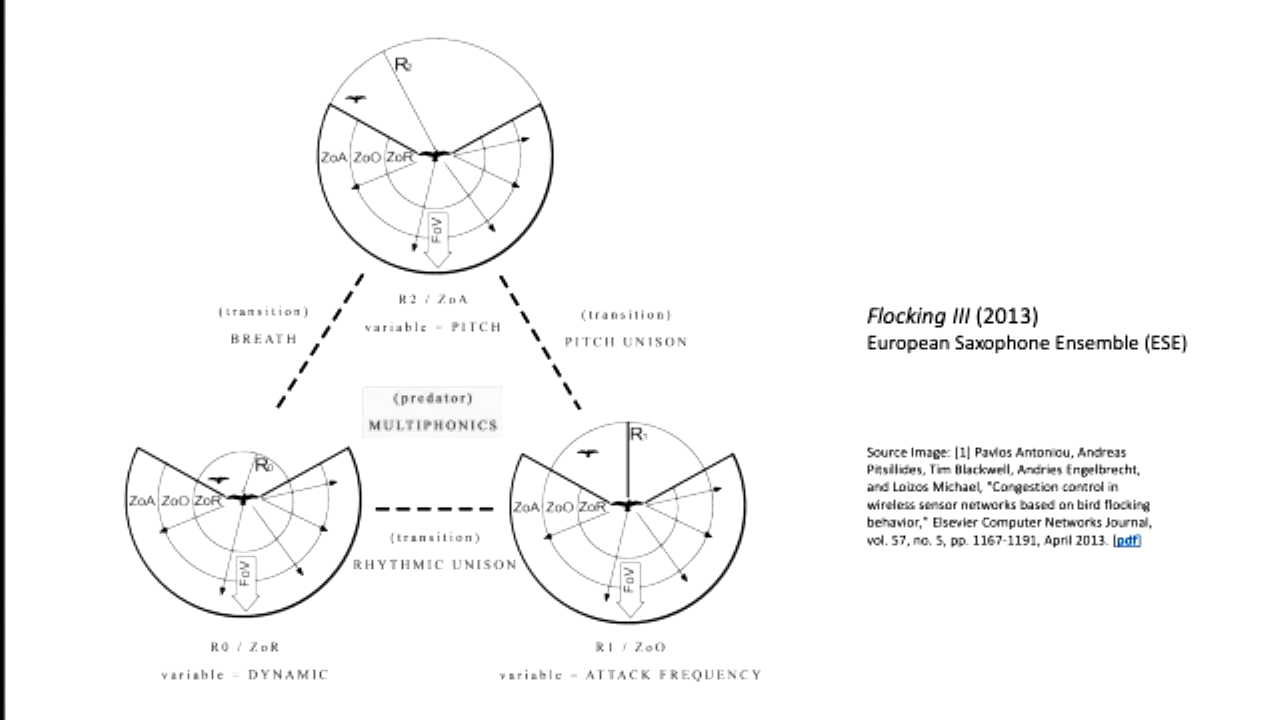 R2
ZoA ZoO ZoR
FoV
R2 / ZoA
variable = PITCH
(transition)
BREATH
(transition)
PITCH UNISON
(predator)
MULTIPHONICS
R0
ZoA ZoO ZoR
FoV
R0 / ZoR
variable = DYNAMIC
(transition)
RHYTHMIC UNISON
R1
ZoA ZoO ZoR
FoV
R1 / ZoO
variable = ATTACK FREQUENCY
Flocking III (2013)
European Saxophone Ensemble (ESE)
Source Image: [1] Pavlos Antoniou, Andreas
Pitsillides, Tim Blackwell, Andries Engelbrecht,
and Loizos Michael, "Congestion control in
wireless sensor networks based on bird flocking
behavior," Elsevier Computer Networks Journal,
vol. 57, no. 5, pp. 1167-1191, April 2013. [pdf]